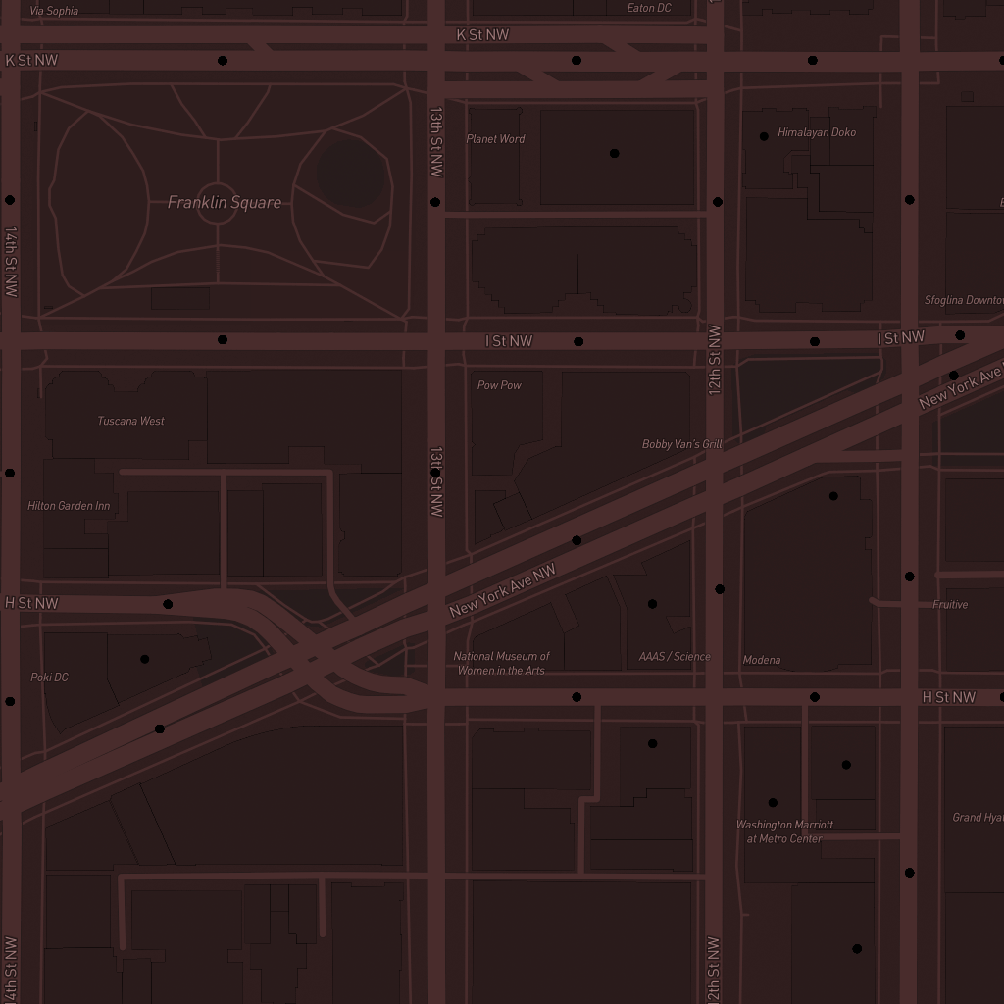 Via Sophia
Eaton DC
K St NW
K St NW
13th St NW
Planet Word
Himalayan Doko
Franklin Square
14th St NW
Sfoglina Downto
I St NW
12th St NW
I St NW
New York Ave N
Pow Pow
Tuscana West
Bobby Yan's Grill
13th St NW
Hilton Garden Inn
H St NW
New York Ave NW
Fruitive
National Museum of
Women in the Arts
AAAS / Science
Modena
Poki DC
H St NW
Grand Hya
Washington Marriott
at Metro Center
14th St NW
12th St NW